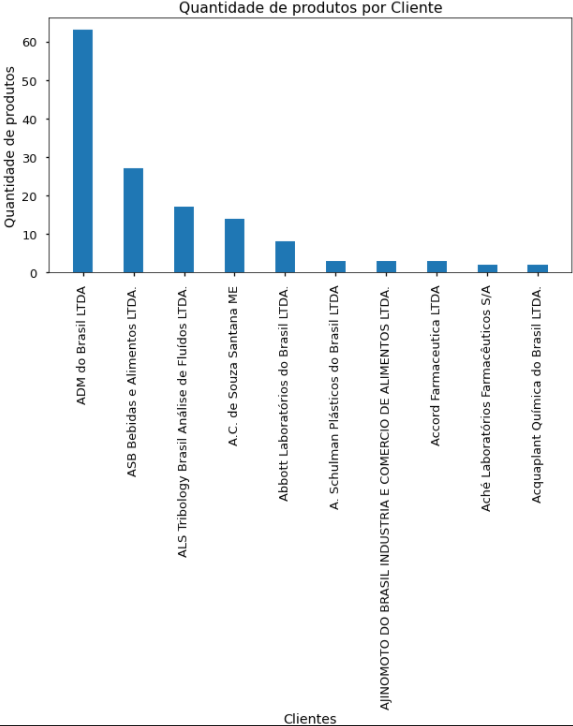 Quantidade de produtos por Cliente
Quantidade de produtos
60
50
40
30
20
10
0
ADM do Brasil LTDA
ASB Bebidas e Alimentos LTDA.
ALS Tribology Brasil Análise de Fluídos LTDA.
A.C. de Souza Santana ME
Abbott Laboratórios do Brasil LTDA.
A. Schulman Plásticos do Brasil LTDA
AJINOMOTO DO BRASIL INDUSTRIA E COMERCIO DE ALIMENTOS LTDA.
Accord Farmaceutica LTDA
Aché Laboratórios Farmacêuticos S/A
Acquaplant Química do Brasil LTDA.
Clientes